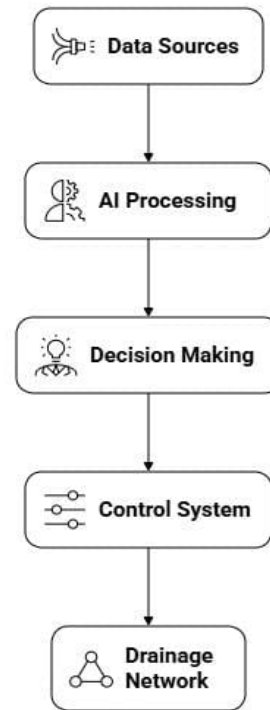 Data Sources
AI Processing
Decision Making
Control System
Drainage
Network